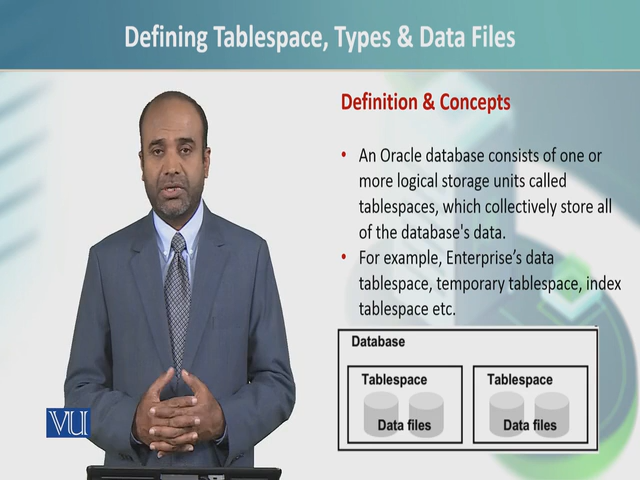 Defining Tablespace, Types & Data Files
Definition & Concepts
• An Oracle database consists of one or
more logical storage units called
tablespaces, which collectively store all
of the database's data.
• For example, Enterprise's data
tablespace, temporary tablespace, index
tablespace etc.
Database
Tablespace
Data files
Tablespace
Data files
VU